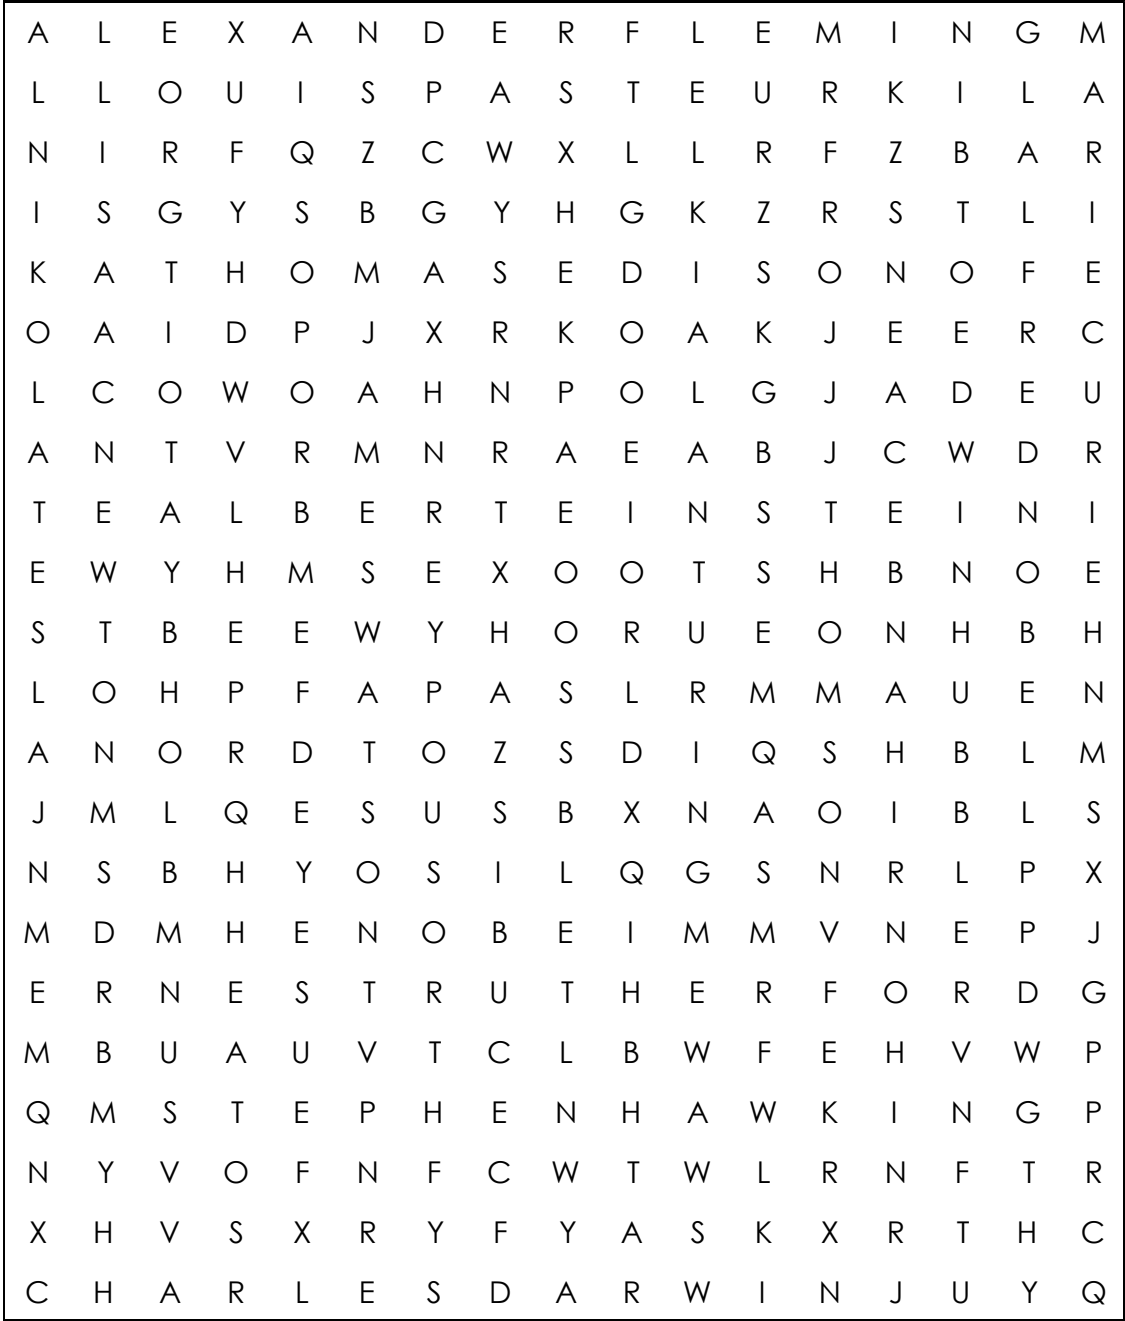 A L E X A N D E R F L E M I N G M
L L O U I S P A S T E U R K I L A
N I R F Q Z C W X L L R F Z B A R
I S G Y S B G Y H G K Z R S T L I
K A T H O M A S E D I S O N O F E
O A I D P J X R K O A K J E E R C
L C O W O A H N P O L G J A D E U
A N T V R M N R A E A B J C W D R
T E A L B E R T E I N S T E I N I
E W Y H M S E X O O T S H B N O E
S T B E E W Y H O R U E O N H B H
L O H P F A P A S L R M M A U E N
A N O R D T O Z S D I Q S H B L M
J M L Q E S U S B X N A O I B L S
N S B H Y O S I L Q G S N R L P X
M D M H E N O B E I M M V N E P J
E R N E S T R U T H E R F O R D G
M B U A U V T C L B W F E H V W P
Q M S T E P H E N H A W K I N G P
N Y V O F N F C W T W L R N F T R
X H V S X R Y F Y A S K X R T H C
C H A R L E S D A R W I N J U Y Q